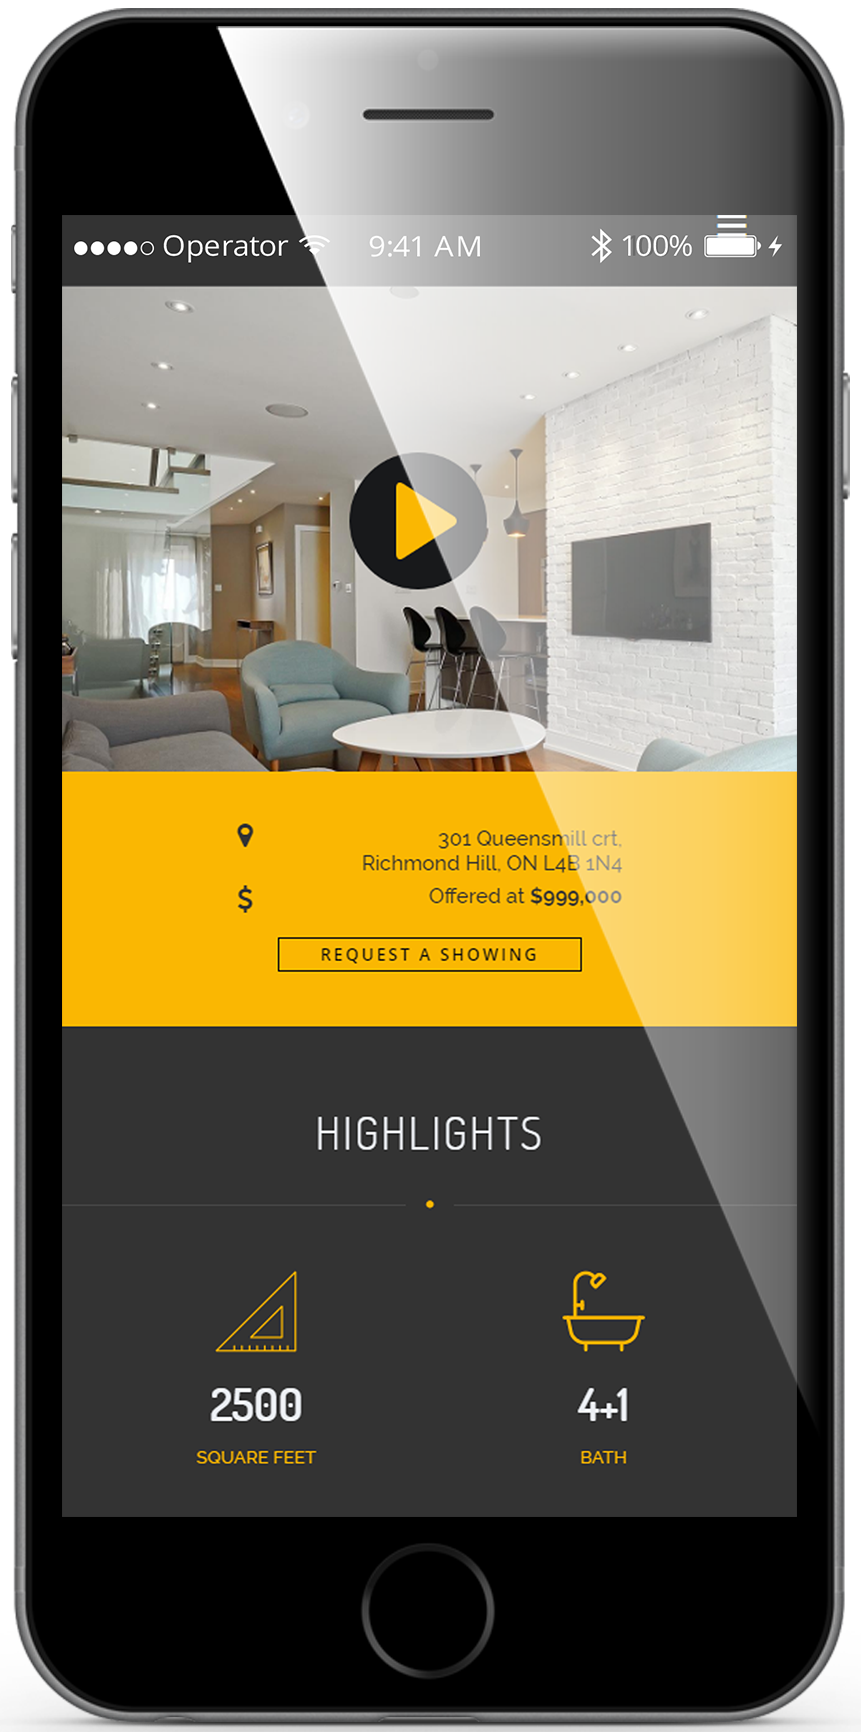 Operator 9:41 AM 100%
301 Queensmill crt,
Richmond Hill, ON L4B 1N4
$ Offered at $999,000
REQUEST A SHOWING
HIGHLIGHTS
2500 4+1
SQUARE FEET BATH